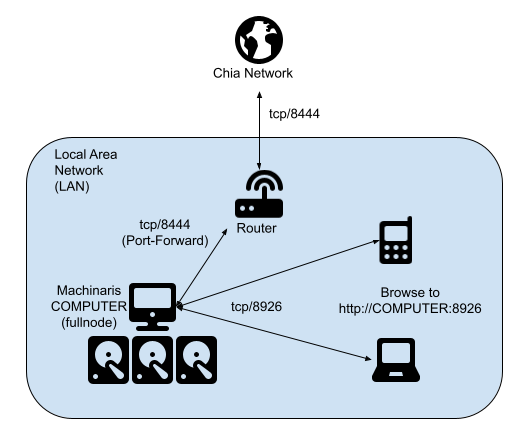 Chia Network
tcp/8444
Local Area
Network
(LAN)
Router
tcp/8444
(Port-Forward)
Machinaris
COMPUTER
(fullnode)
tcp/8926
Browse to
http://COMPUTER:8926